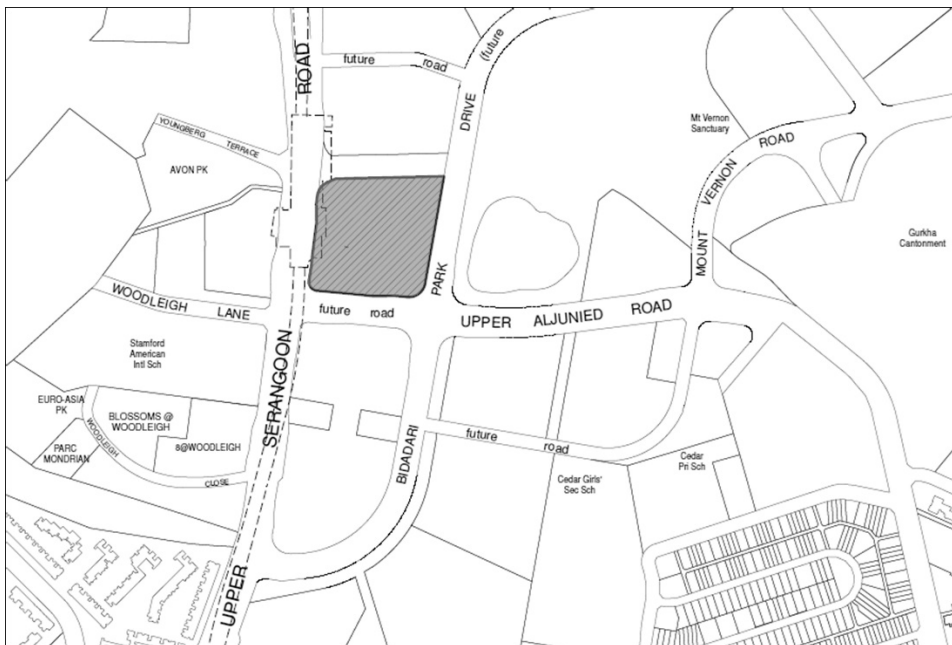 ROAD
future road
DRIVE
(future
Mt Vernon
Sanctuary
YOUNGBERG
TERRACE
AVON PK
MOUNT VERNON ROAD
Gurkha
Cantonment
PARK
WOODLEIGH LANE
future road
UPPER ALJUNIED ROAD
Stamford
American
Intl Sch
SERANGOON
EURO-ASIA
PK
BLOSSOMS @
WOODLEIGH
WOODLEIGH
8@WOODLEIGH
PARC
MONDRIAN
CLOSE
BIDADARI
future road
Cedar Girls'
Sec Sch
Cedar
Pri Sch
UPPER